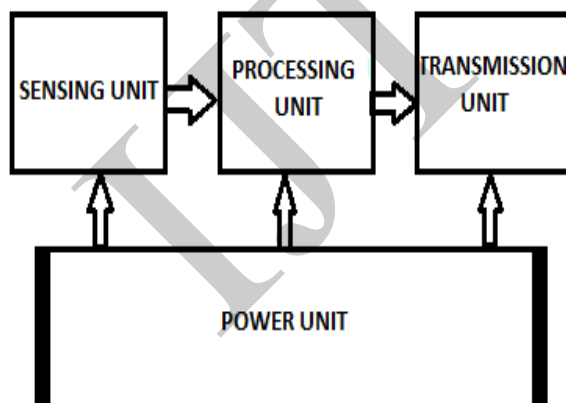 SENSING UNIT
PROCESSING
UNIT
TRANSMISSION
UNIT
POWER UNIT